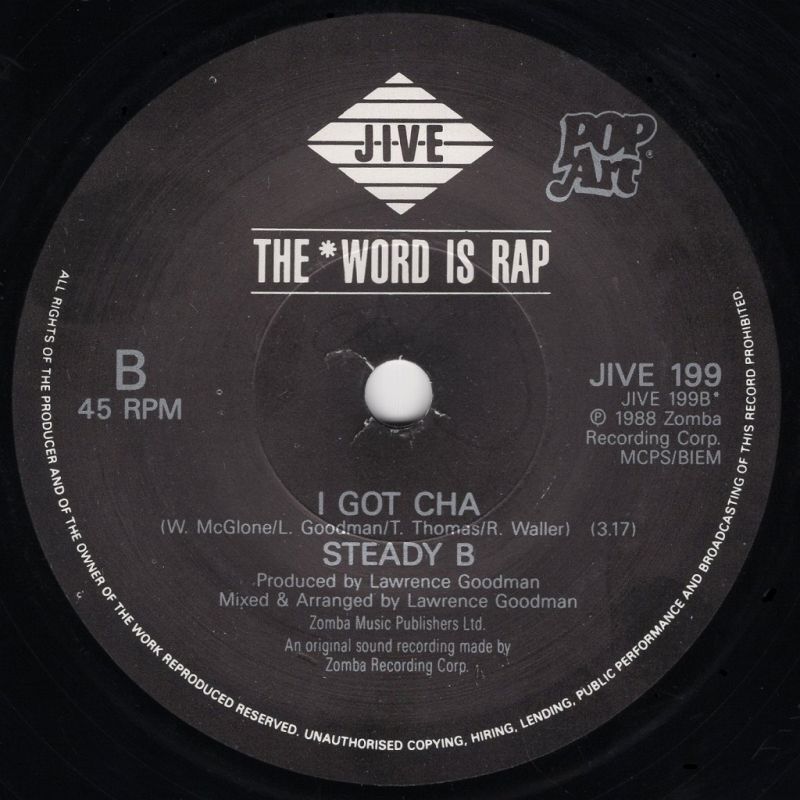 J·I·V·E
POP
Art
THE *WORD IS RAP
B
45 RPM
JIVE 199
JIVE 199B*
℗ 1988 Zomba
Recording Corp.
MCPS/BIEM
I GOT CHA
(W. McGlone/L. Goodman/T. Thomas/R. Waller) (3.17)
STEADY B
Produced by Lawrence Goodman
Mixed & Arranged by Lawrence Goodman
Zomba Music Publishers Ltd.
An original sound recording made by
Zomba Recording Corp.
ALL RIGHTS OF THE PRODUCER AND OF THE OWNER OF THE WORK REPRODUCED RESERVED. UNAUTHORISED COPYING, HIRING, LENDING, PUBLIC PERFORMANCE AND BROADCASTING OF THIS RECORD PROHIBITED.